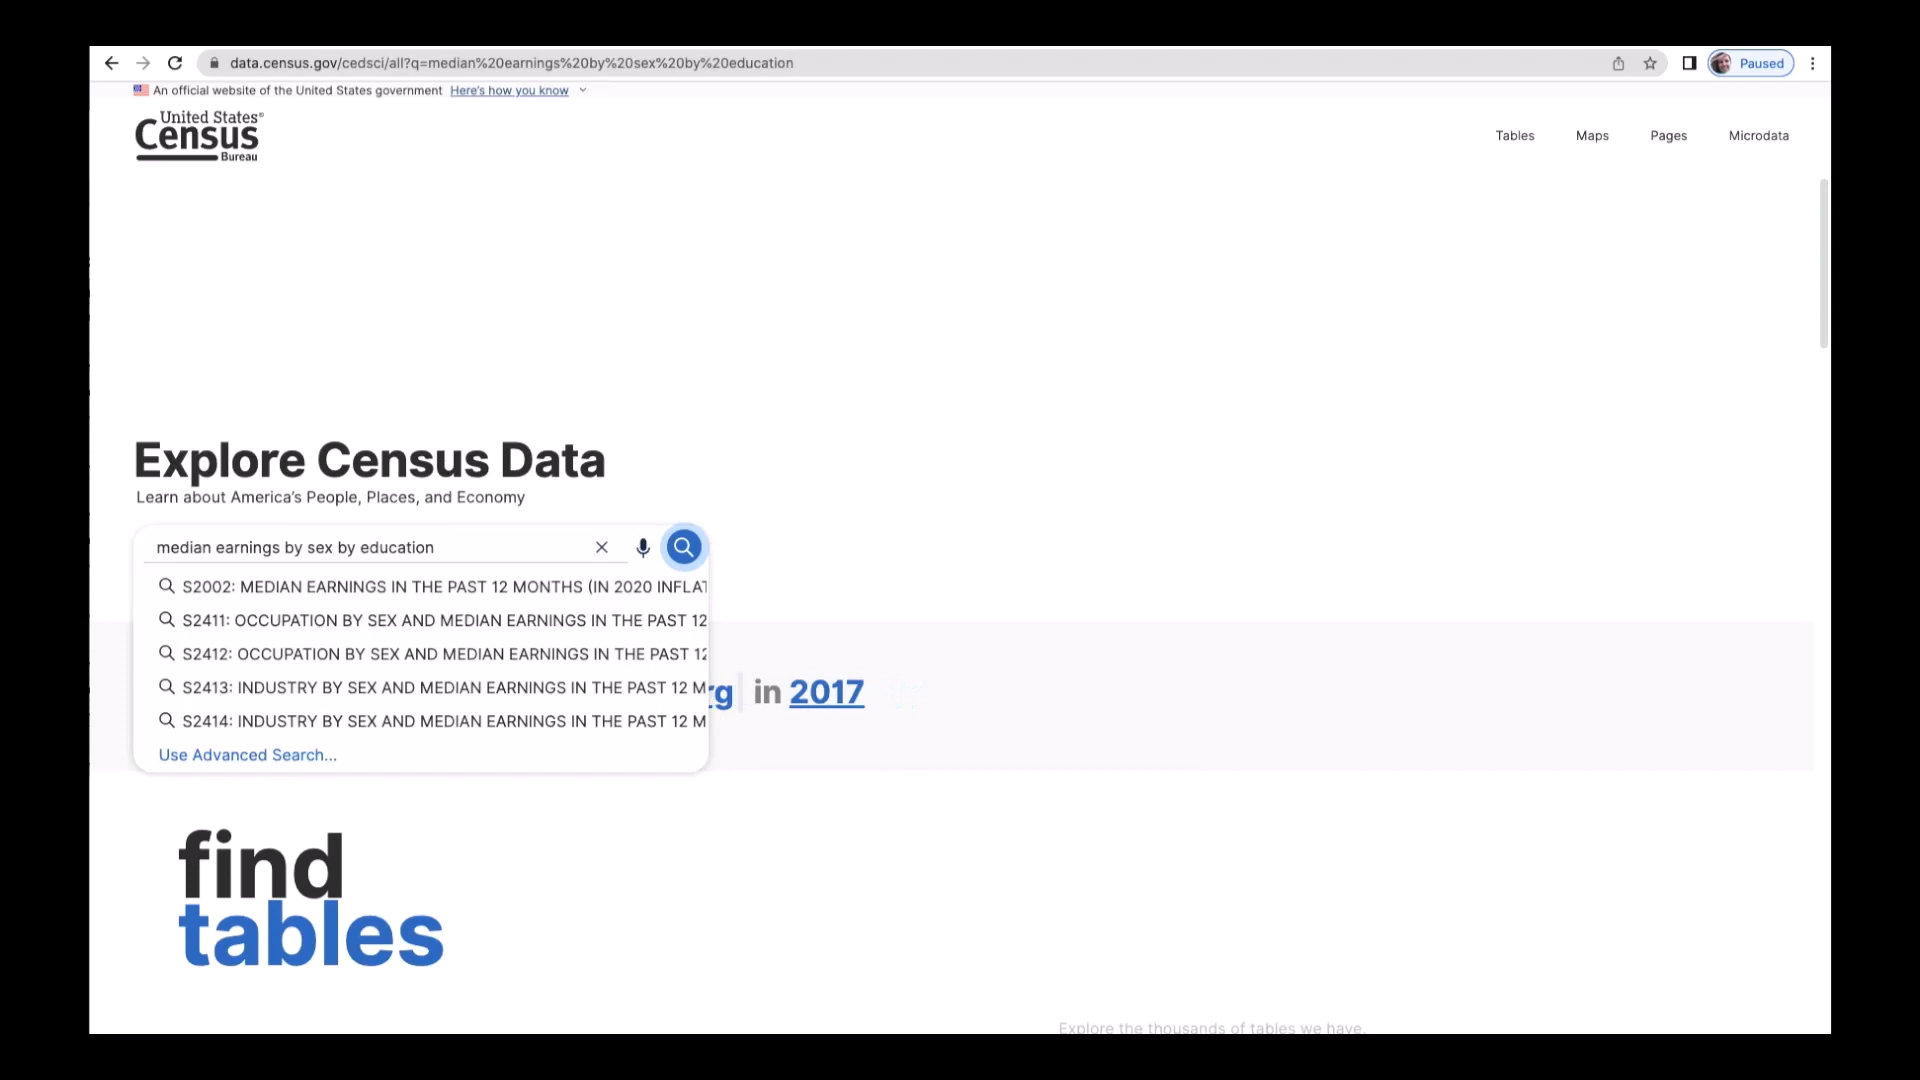 data.census.gov/cedsci/all?q=median%20earnings%20by%20sex%20by%20education
Paused
An official website of the United States government Here's how you know
United States®
Census
Bureau
Tables Maps Pages Microdata
Explore Census Data
Learn about America's People, Places, and Economy
median earnings by sex by education
S2002: MEDIAN EARNINGS IN THE PAST 12 MONTHS (IN 2020 INFLAT
S2411: OCCUPATION BY SEX AND MEDIAN EARNINGS IN THE PAST 12
S2412: OCCUPATION BY SEX AND MEDIAN EARNINGS IN THE PAST 12
S2413: INDUSTRY BY SEX AND MEDIAN EARNINGS IN THE PAST 12 M
rg in 2017
S2414: INDUSTRY BY SEX AND MEDIAN EARNINGS IN THE PAST 12 M
Use Advanced Search...
find
tables
Explore the thousands of tables we have.